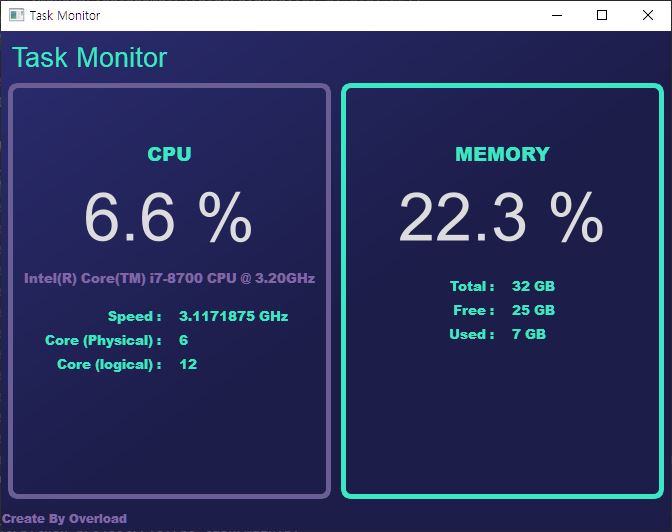 Task Monitor
Task Monitor
CPU
6.6 %
Intel(R) Core(TM) i7-8700 CPU @ 3.20GHz
Speed : 3.1171875 GHz
Core (Physical) : 6
Core (logical) : 12
MEMORY
22.3 %
Total : 32 GB
Free : 25 GB
Used : 7 GB
Create By Overload